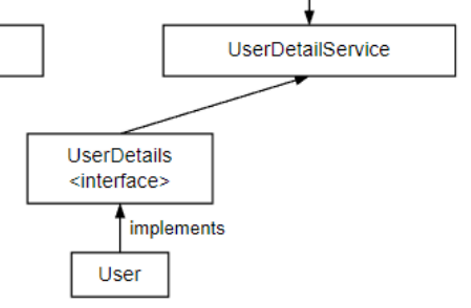 UserDetailService
UserDetails
<interface>
implements
User